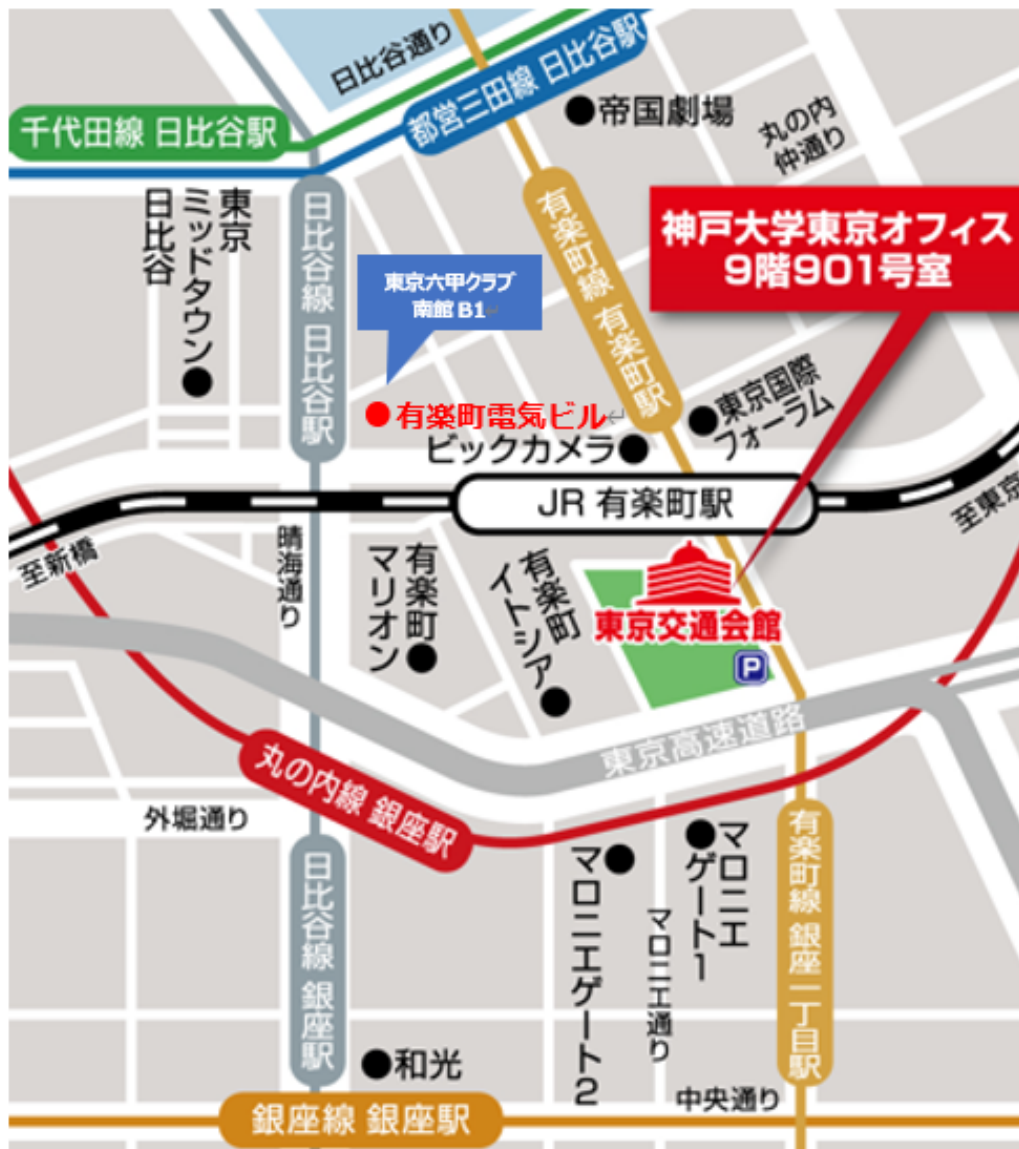 日比谷通り
都営三田線 日比谷駅
千代田線 日比谷駅
帝国劇場
丸の内
仲通り
東京
ミッドタウン
日比谷
日比谷線 日比谷駅
有楽町線 有楽町駅
神戸大学東京オフィス
9階901号室
東京六甲クラブ
南館 B1
有楽町電気ビル
ビックカメラ
東京国際
フォーラム
JR 有楽町駅
至東京
至新橋
晴海通り
有楽町
マリオン
有楽町
イトシア
東京交通会館
P
東京高速道路
丸の内線 銀座駅
外堀通り
日比谷線 銀座駅
マロニエゲート2
マロニエ通り
マロニエ
ゲート1
有楽町線 銀座一丁目駅
和光
中央通り
銀座線 銀座駅